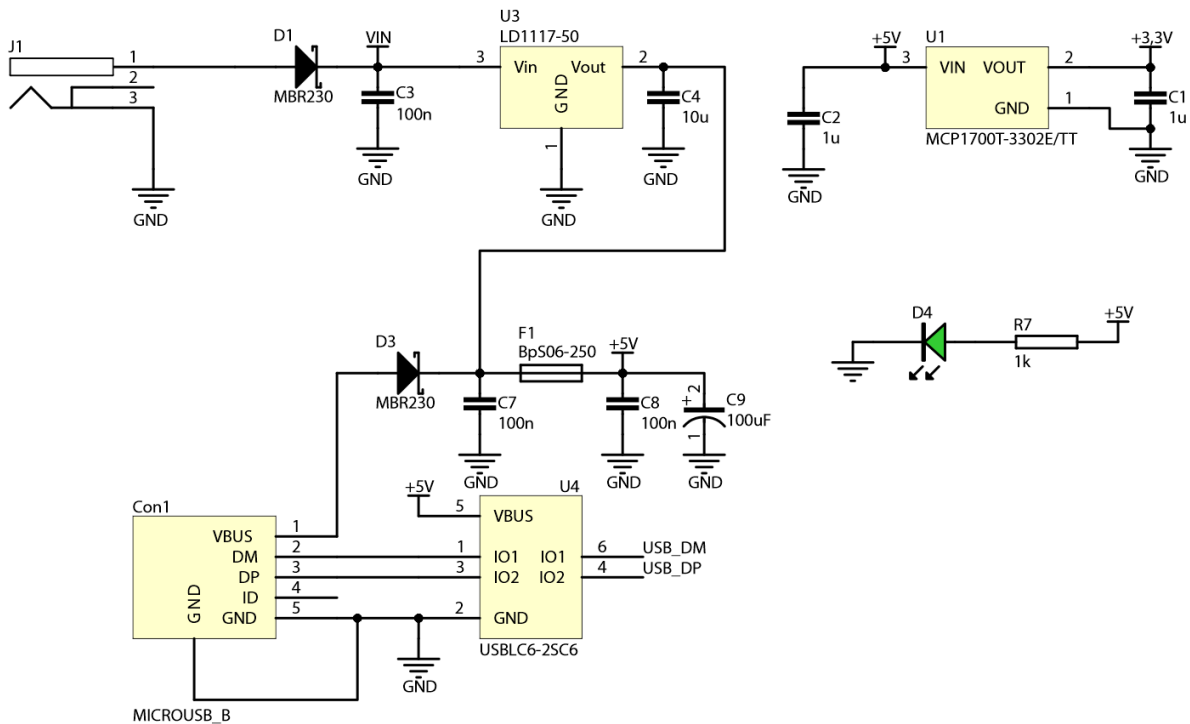 J1
1
2
3
GND
D1
MBR230
VIN
C3
100n
GND
U3
LD1117-50
3
Vin
Vout
2
GND
1
GND
C4
10u
GND
+5V
U1
3
VIN
VOUT
2
GND
1
MCP1700T-3302E/TT
+3,3V
C1
1u
GND
C2
1u
GND
D3
MBR230
F1
BpS06-250
+5V
C7
100n
GND
C8
100n
GND
+
2
1
C9
100uF
GND
D4
R7
1k
+5V
Con1
VBUS
1
DM
2
DP
3
ID
4
GND
5
GND
MICROUSB_B
+5V
U4
5
VBUS
1
IO1
IO1
6
USB_DM
3
IO2
IO2
4
USB_DP
2
GND
USBLC6-2SC6
GND